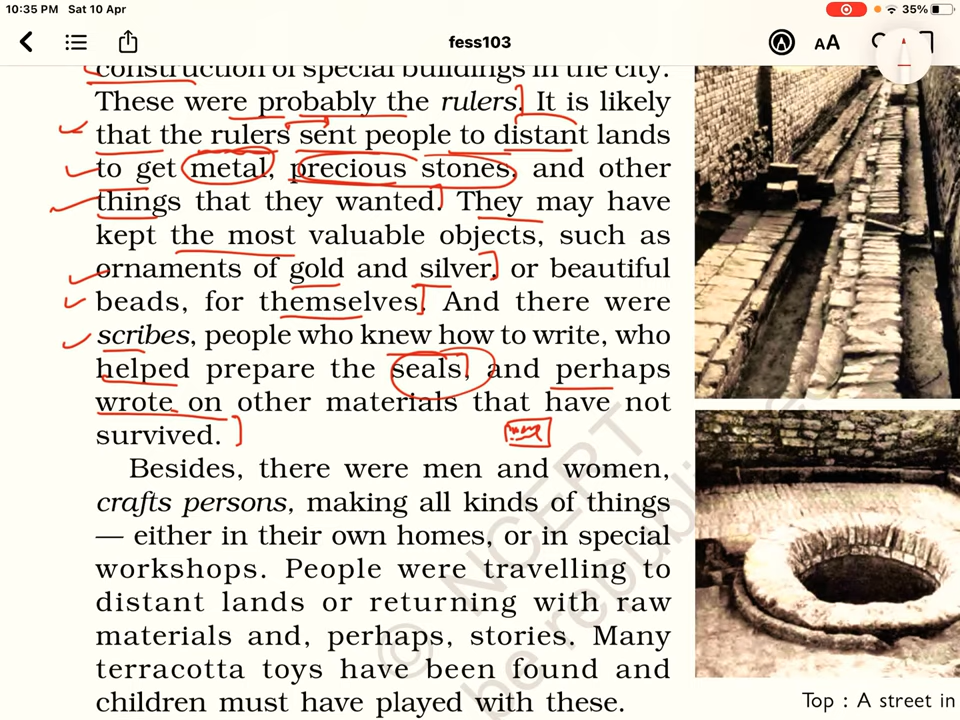 10:35 PM Sat 10 Apr
35%
fess103
AA
construction of special buildings in the city.
These were probably the rulers. It is likely
that the rulers sent people to distant lands
to get metal, precious stones, and other
things that they wanted. They may have
kept the most valuable objects, such as
ornaments of gold and silver, or beautiful
beads, for themselves. And there were
scribes, people who knew how to write, who
helped prepare the seals, and perhaps
wrote on other materials that have not
survived.
Besides, there were men and women,
crafts persons, making all kinds of things
— either in their own homes, or in special
workshops. People were travelling to
distant lands or returning with raw
materials and, perhaps, stories. Many
terracotta toys have been found and
children must have played with these.
© NCERT
be republi
Top : A street in